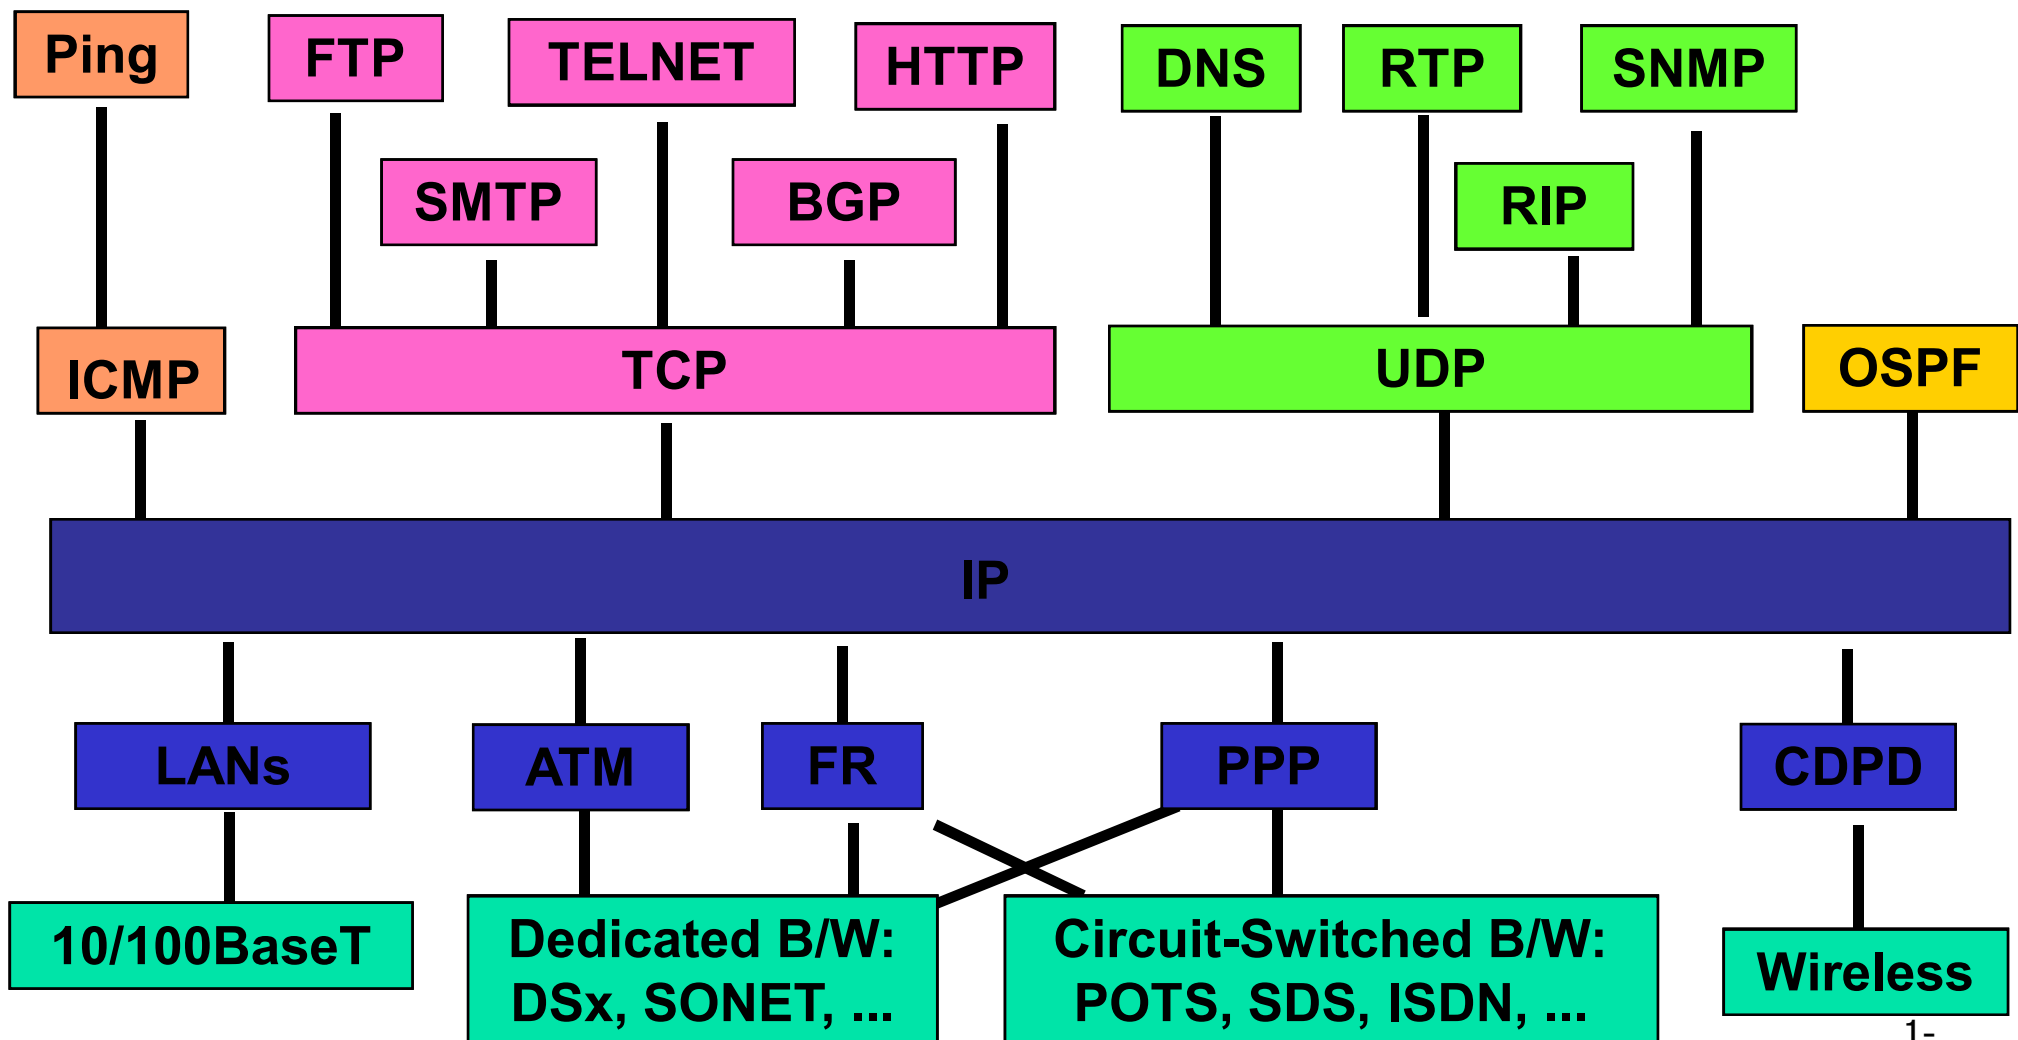 Ping
FTP
TELNET
HTTP
DNS
RTP
SNMP
SMTP
BGP
RIP
ICMP
TCP
UDP
OSPF
IP
LANs
ATM
FR
PPP
CDPD
10/100BaseT
Dedicated B/W:
DSx, SONET, ...
Circuit-Switched B/W:
POTS, SDS, ISDN, ...
Wireless
1-